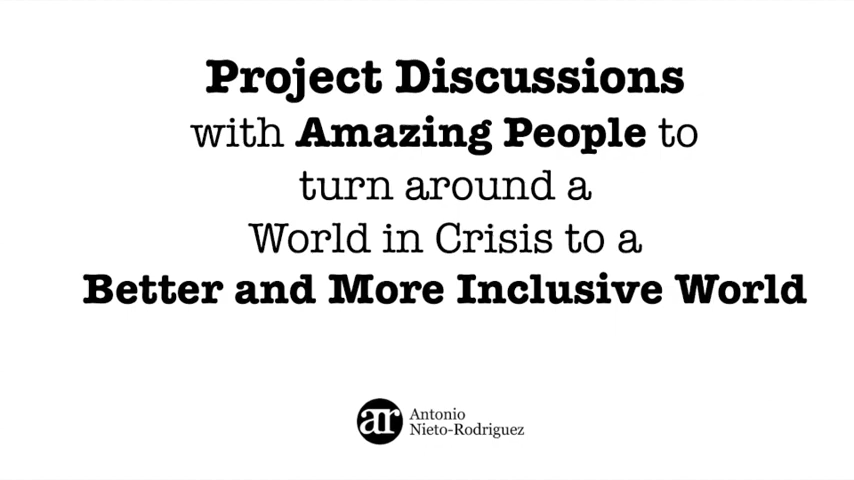 Project Discussions
with Amazing People to
turn around a
World in Crisis to a
Better and More Inclusive World
ar
Antonio
Nieto-Rodriguez